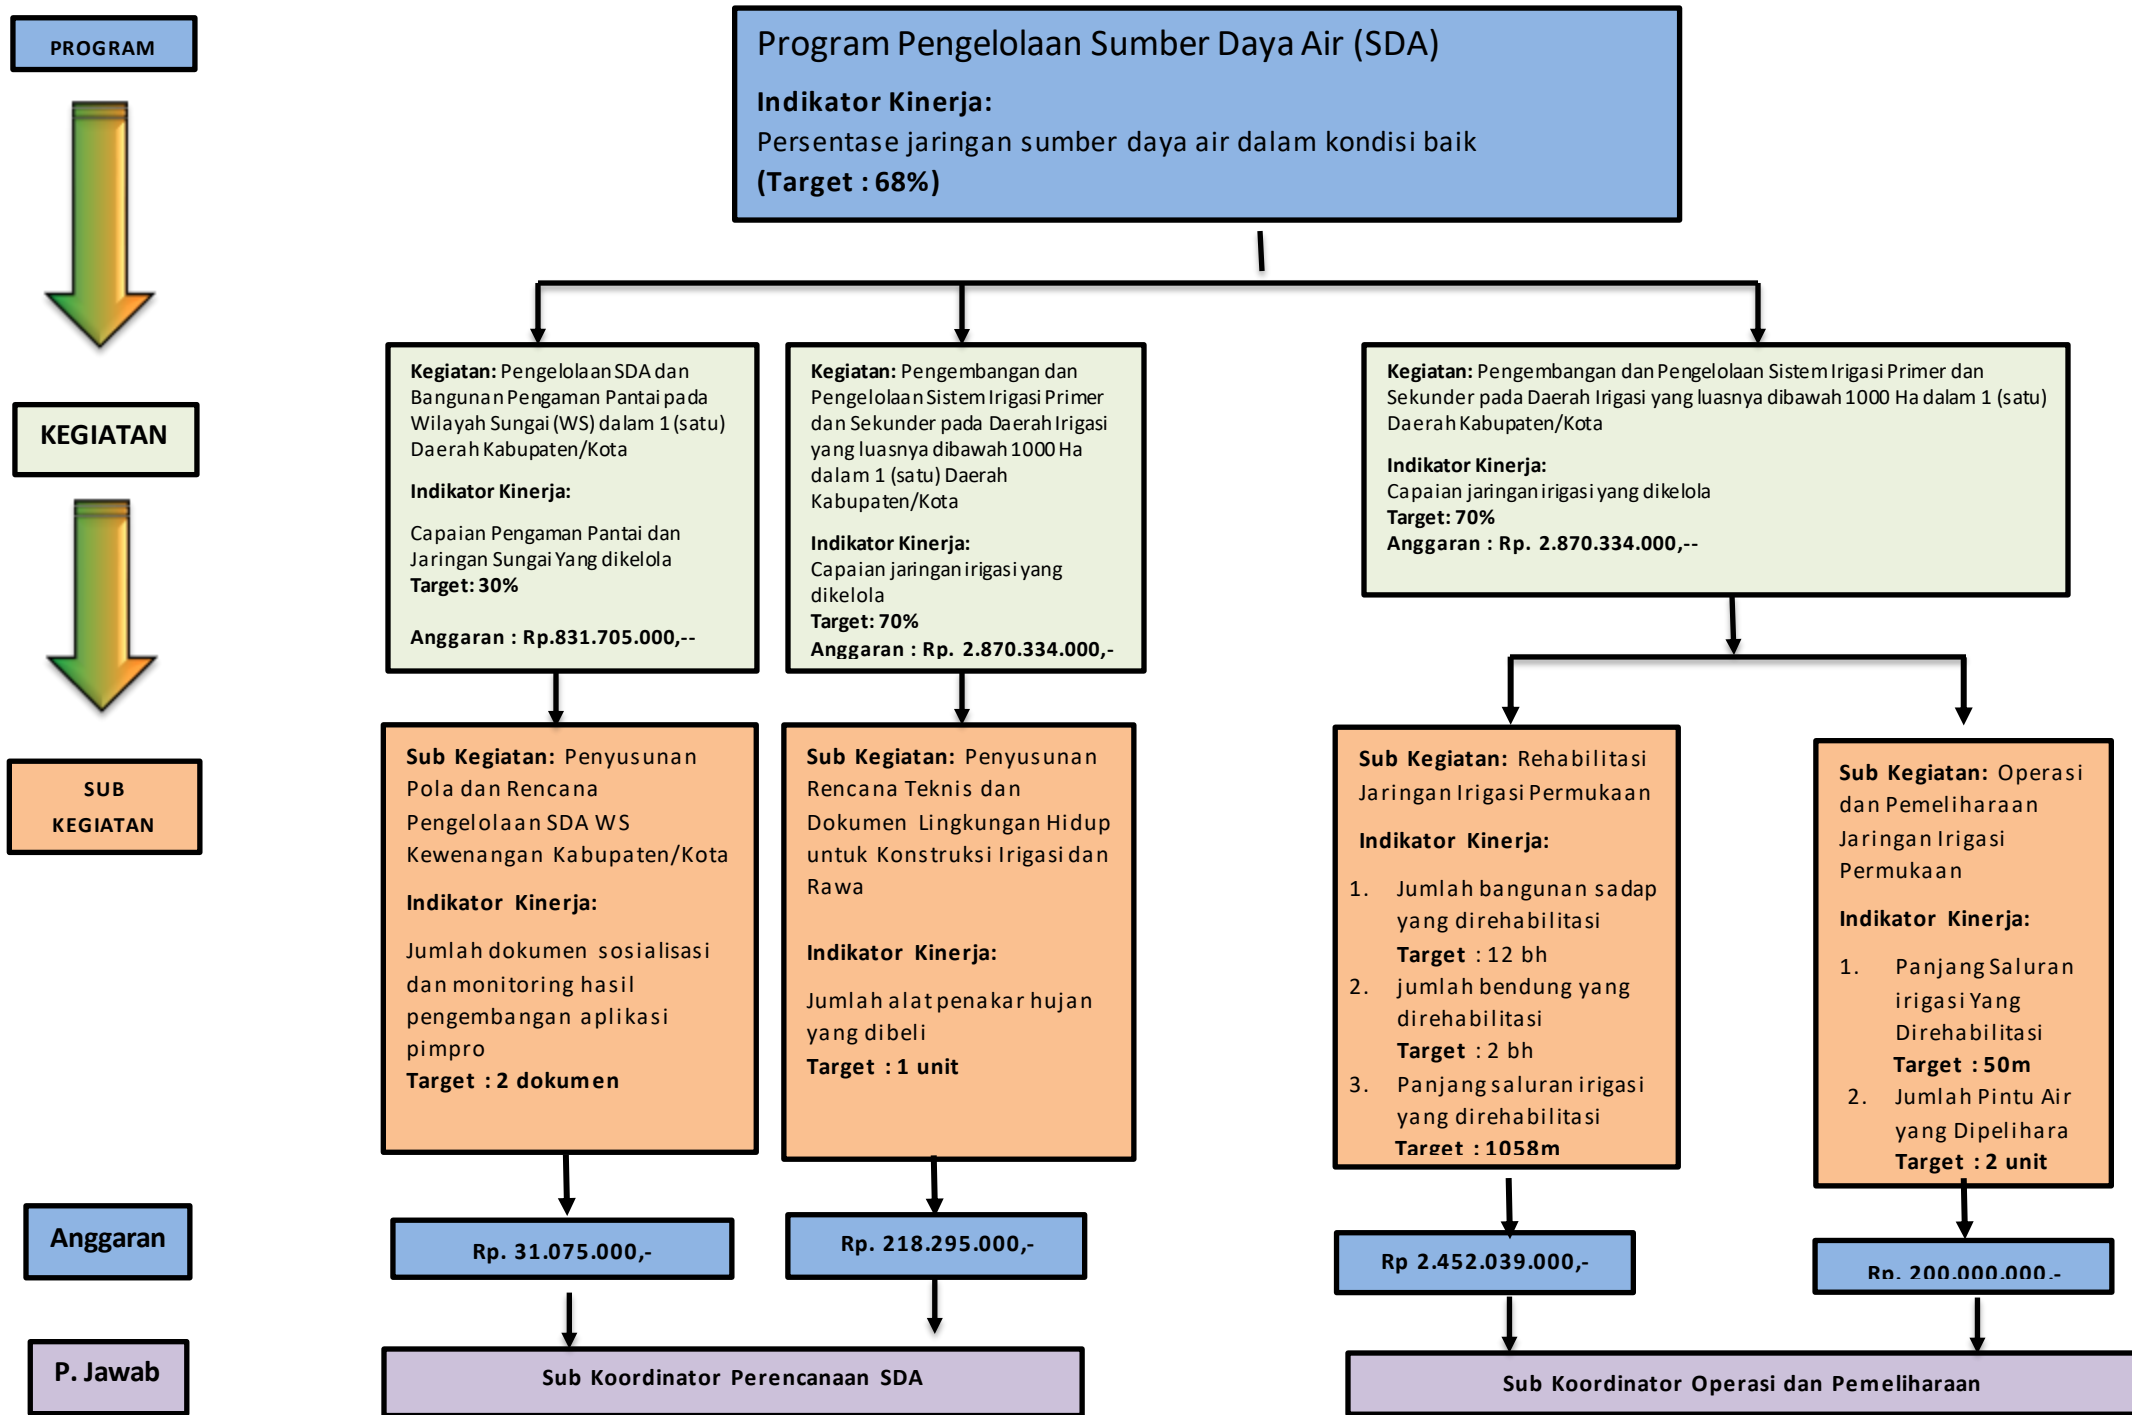 PROGRAM
Program Pengelolaan Sumber Daya Air (SDA)
Indikator Kinerja:
Persentase jaringan sumber daya air dalam kondisi baik
(Target : 68%)
KEGIATAN
Kegiatan: Pengelolaan SDA dan
Bangunan Pengaman Pantai pada
Wilayah Sungai (WS) dalam 1 (satu)
Daerah Kabupaten/Kota
Indikator Kinerja:
Capaian Pengaman Pantai dan
Jaringan Sungai Yang dikelola
Target: 30%
Anggaran : Rp.831.705.000,--
Kegiatan: Pengembangan dan
Pengelolaan Sistem Irigasi Primer
dan Sekunder pada Daerah Irigasi
yang luasnya dibawah 1000 Ha
dalam 1 (satu) Daerah
Kabupaten/Kota
Indikator Kinerja:
Capaian jaringan irigasi yang
dikelola
Target: 70%
Anggaran : Rp. 2.870.334.000,-
Kegiatan: Pengembangan dan Pengelolaan Sistem Irigasi Primer dan
Sekunder pada Daerah Irigasi yang luasnya dibawah 1000 Ha dalam 1 (satu)
Daerah Kabupaten/Kota
Indikator Kinerja:
Capaian jaringan irigasi yang dikelola
Target: 70%
Anggaran : Rp. 2.870.334.000,--
SUB
KEGIATAN
Sub Kegiatan: Penyusunan
Pola dan Rencana
Pengelolaan SDA WS
Kewenangan Kabupaten/Kota
Indikator Kinerja:
Jumlah dokumen sosialisasi
dan monitoring hasil
pengembangan aplikasi
pimpro
Target : 2 dokumen
Sub Kegiatan: Penyusunan
Rencana Teknis dan
Dokumen Lingkungan Hidup
untuk Konstruksi Irigasi dan
Rawa
Indikator Kinerja:
Jumlah alat penakar hujan
yang dibeli
Target : 1 unit
Sub Kegiatan: Rehabilitasi
Jaringan Irigasi Permukaan
Indikator Kinerja:
1. Jumlah bangunan sadap
yang direhabilitasi
Target : 12 bh
2. jumlah bendung yang
direhabilitasi
Target : 2 bh
3. Panjang saluran irigasi
yang direhabilitasi
Target : 1058m
Sub Kegiatan: Operasi
dan Pemeliharaan
Jaringan Irigasi
Permukaan
Indikator Kinerja:
1. Panjang Saluran
irigasi Yang
Direhabilitasi
Target : 50m
2. Jumlah Pintu Air
yang Dipelihara
Target : 2 unit
Anggaran
Rp. 31.075.000,-
Rp. 218.295.000,-
Rp 2.452.039.000,-
Rp. 200.000.000,-
P. Jawab
Sub Koordinator Perencanaan SDA
Sub Koordinator Operasi dan Pemeliharaan